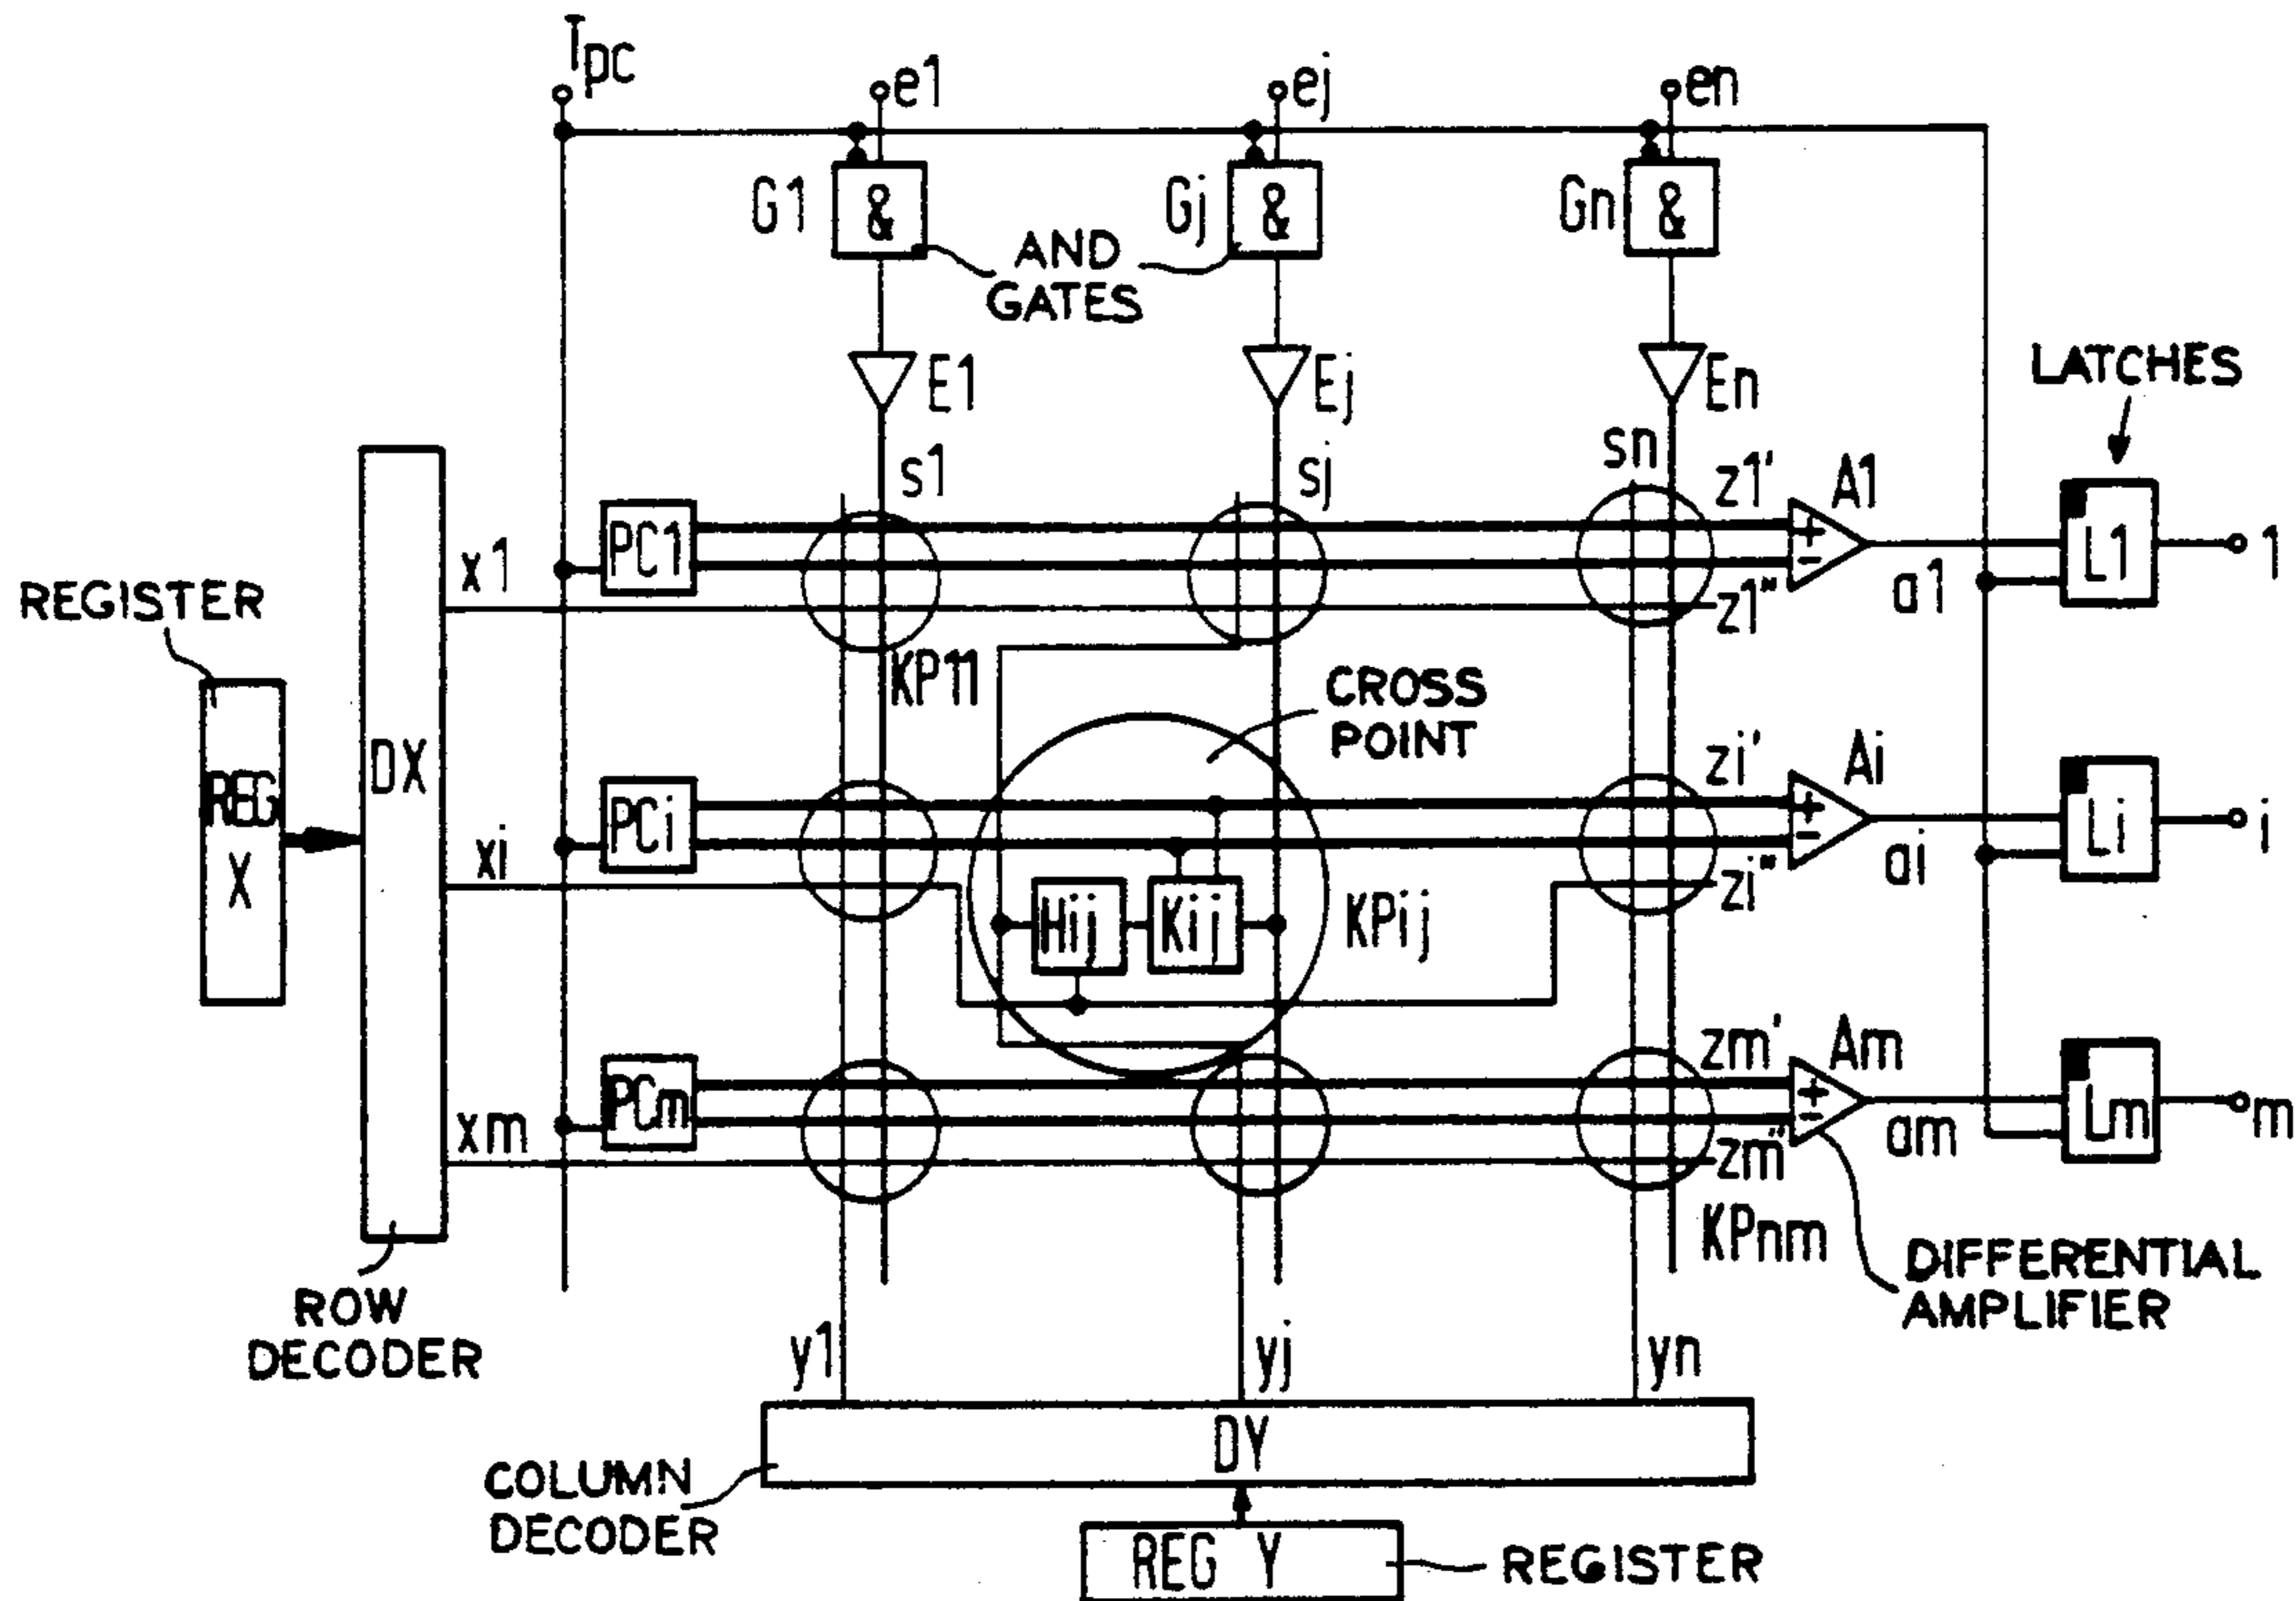 Tpc
e1
ej
en
G1
&
Gj
&
Gn
&
AND
GATES
E1
Ej
En
LATCHES
s1
sj
sn
z1'
A1
PC1
+
-
L1
1
x1
z1"
a1
REGISTER
KP11
CROSS
POINT
DX
REG
X
PCi
zi'
Ai
+
-
Li
i
xi
zi"
ai
Hij
Kij
KPij
zm'
Am
PCm
+
-
Lm
m
xm
zm"
am
KPnm
DIFFERENTIAL
AMPLIFIER
ROW
DECODER
y1
yj
yn
DY
COLUMN
DECODER
REG Y
REGISTER